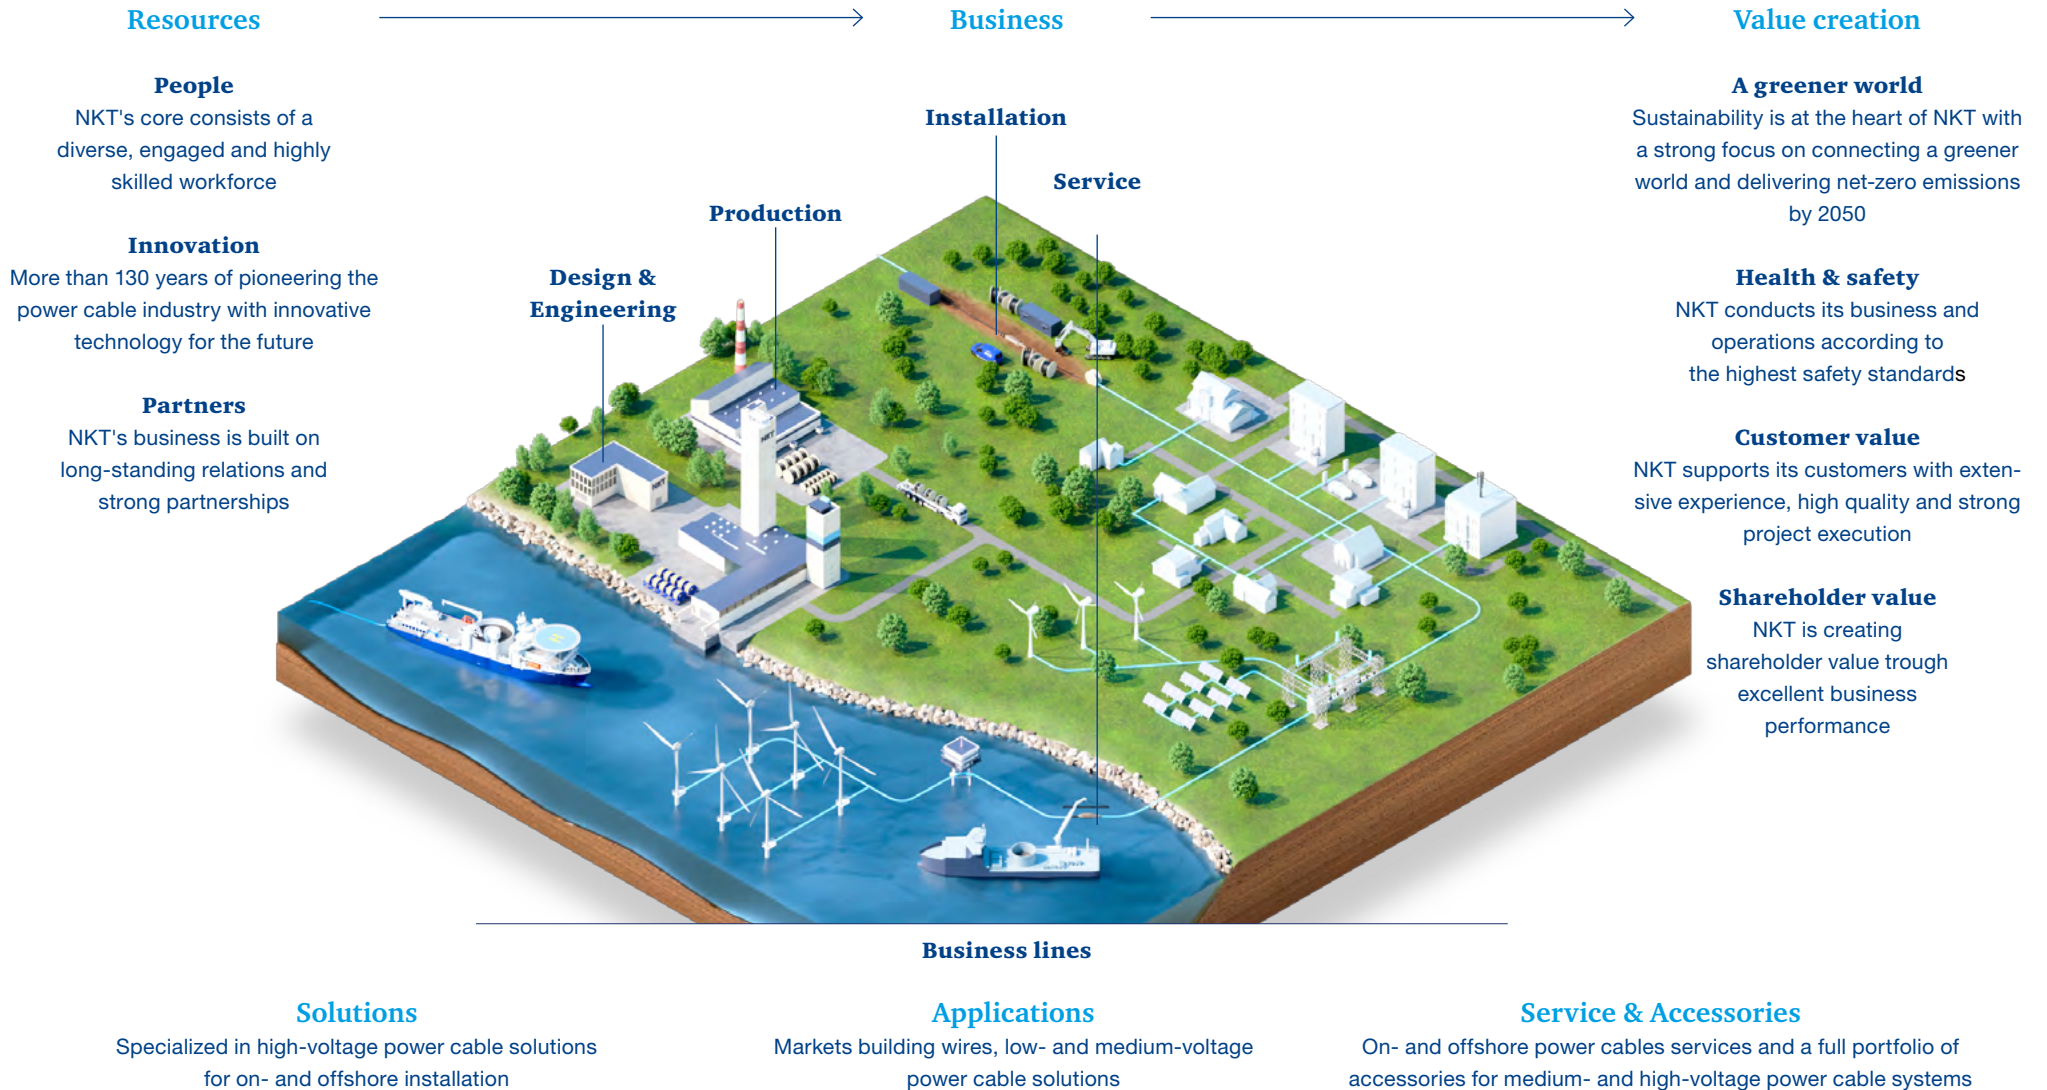 Resources
Business
Value creation
People
NKT's core consists of a
diverse, engaged and highly
skilled workforce
Innovation
More than 130 years of pioneering the
power cable industry with innovative
technology for the future
Partners
NKT's business is built on
long-standing relations and
strong partnerships
Installation
Service
Production
Design &
Engineering
NKT
NKT
A greener world
Sustainability is at the heart of NKT with
a strong focus on connecting a greener
world and delivering net-zero emissions
by 2050
Health & safety
NKT conducts its business and
operations according to
the highest safety standards
Customer value
NKT supports its customers with exten-
sive experience, high quality and strong
project execution
Shareholder value
NKT is creating
shareholder value trough
excellent business
performance
Business lines
Solutions
Specialized in high-voltage power cable solutions
for on- and offshore installation
Applications
Markets building wires, low- and medium-voltage
power cable solutions
Service & Accessories
On- and offshore power cables services and a full portfolio of
accessories for medium- and high-voltage power cable systems